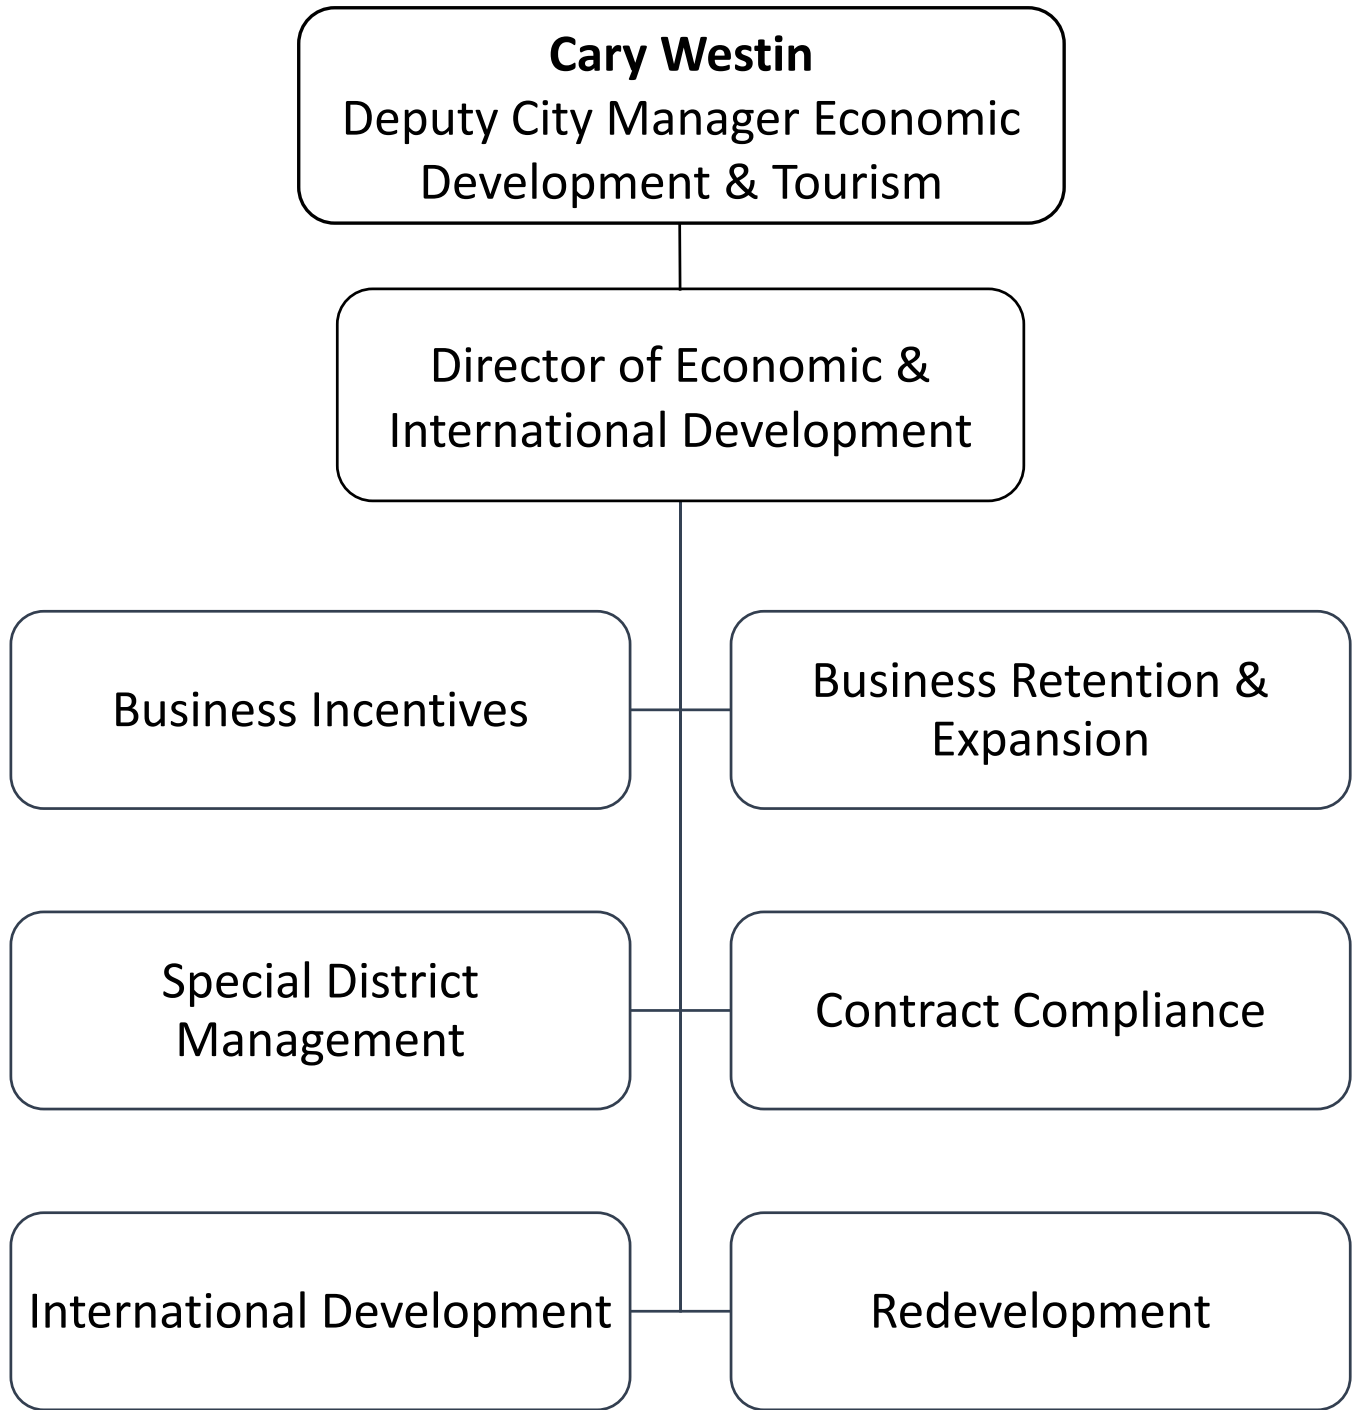 Cary Westin
Deputy City Manager Economic
Development & Tourism
Director of Economic &
International Development
Business Incentives
Business Retention &
Expansion
Special District
Management
Contract Compliance
International Development
Redevelopment